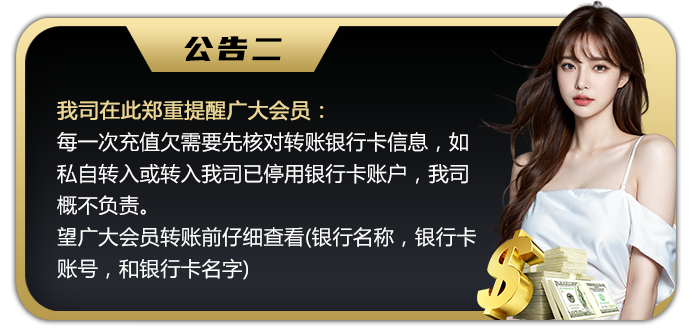 公告二
我司在此郑重提醒广大会员：
每一次充值欠需要先核对转账银行卡信息，如
私自转入或转入我司已停用银行卡账户，我司
概不负责。
望广大会员转账前仔细查看(银行名称，银行卡
账号，和银行卡名字)